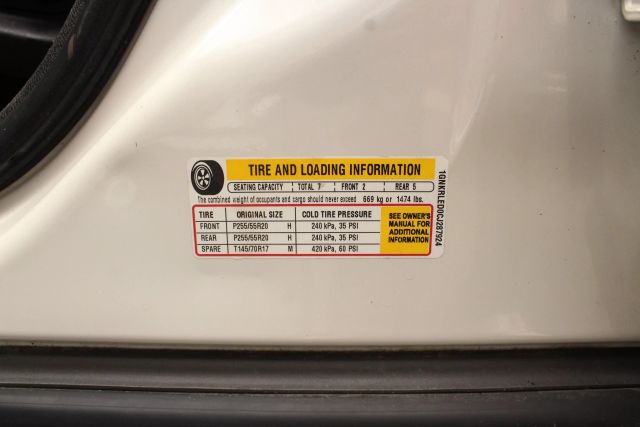 TIRE AND LOADING INFORMATION
SEATING CAPACITY TOTAL 7 FRONT 2 REAR 5
The combined weight of occupants and cargo should never exceed 669 kg or 1474 lbs.
TIRE ORIGINAL SIZE COLD TIRE PRESSURE
FRONT P255/55R20 H 240 kPa, 35 PSI
REAR P255/55R20 H 240 kPa, 35 PSI
SPARE T145/70R17 M 420 kPa, 60 PSI
SEE OWNER'S
MANUAL FOR
ADDITIONAL
INFORMATION
1GNKRLED0CJ287924